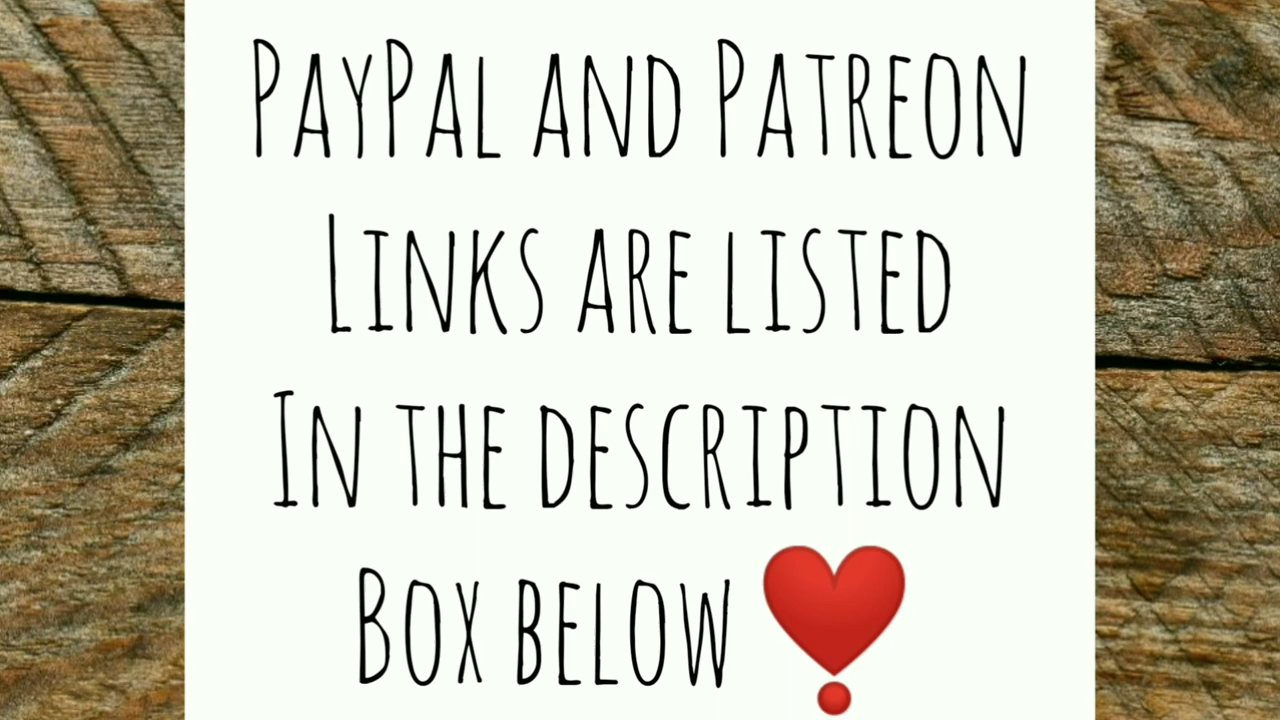 PayPal and Patreon
Links are listed
In the description
Box below ❣